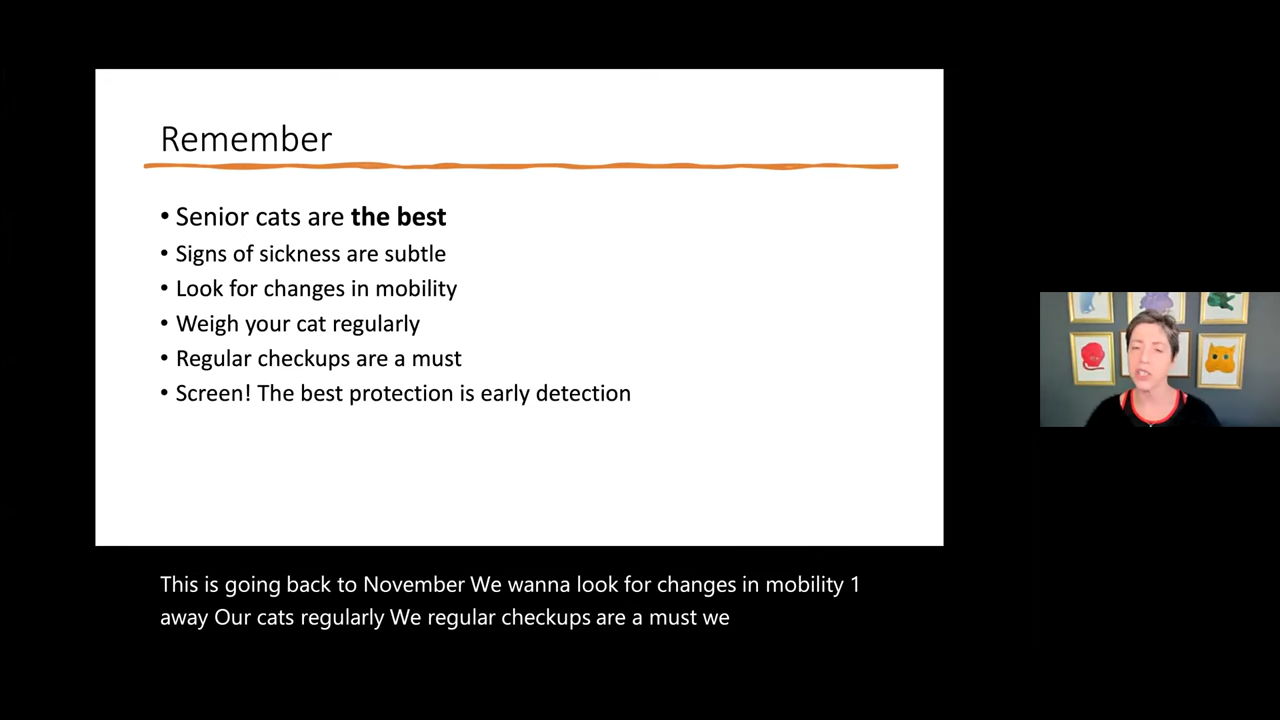 Remember
• Senior cats are the best
• Signs of sickness are subtle
• Look for changes in mobility
• Weigh your cat regularly
• Regular checkups are a must
• Screen! The best protection is early detection
This is going back to November We wanna look for changes in mobility 1
away Our cats regularly We regular checkups are a must we